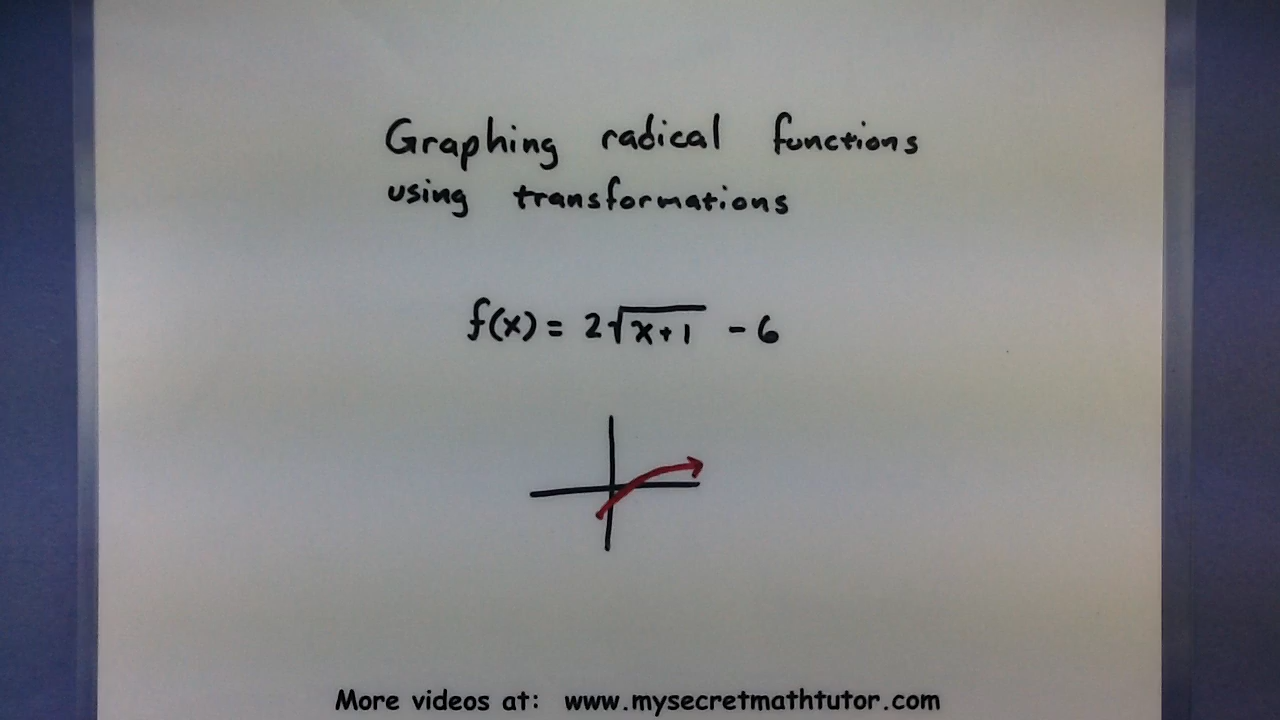 Graphing radical functions
using transformations
f(x) = 2√(x+1) - 6
More videos at: www.mysecretmathtutor.com